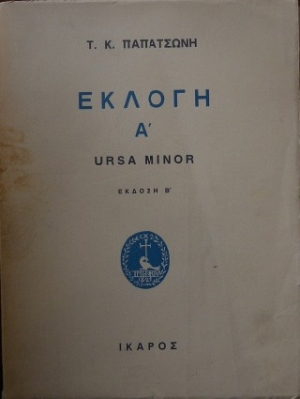 Τ. Κ. ΠΑΠΑΤΣΩΝΗ
ΕΚΛΟΓΗ
Α'
URSA MINOR
ΕΚΔΟΣΗ Β'
ΙΚΑΡΟΣ